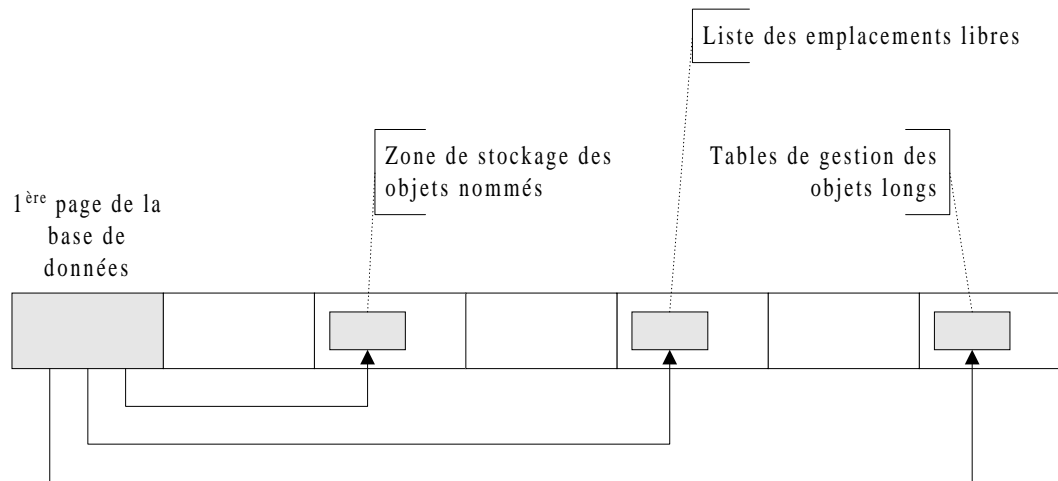 Liste des emplacements libres
Zone de stockage des
objets nommés
Tables de gestion des
objets longs
1ère page de la
base de
données